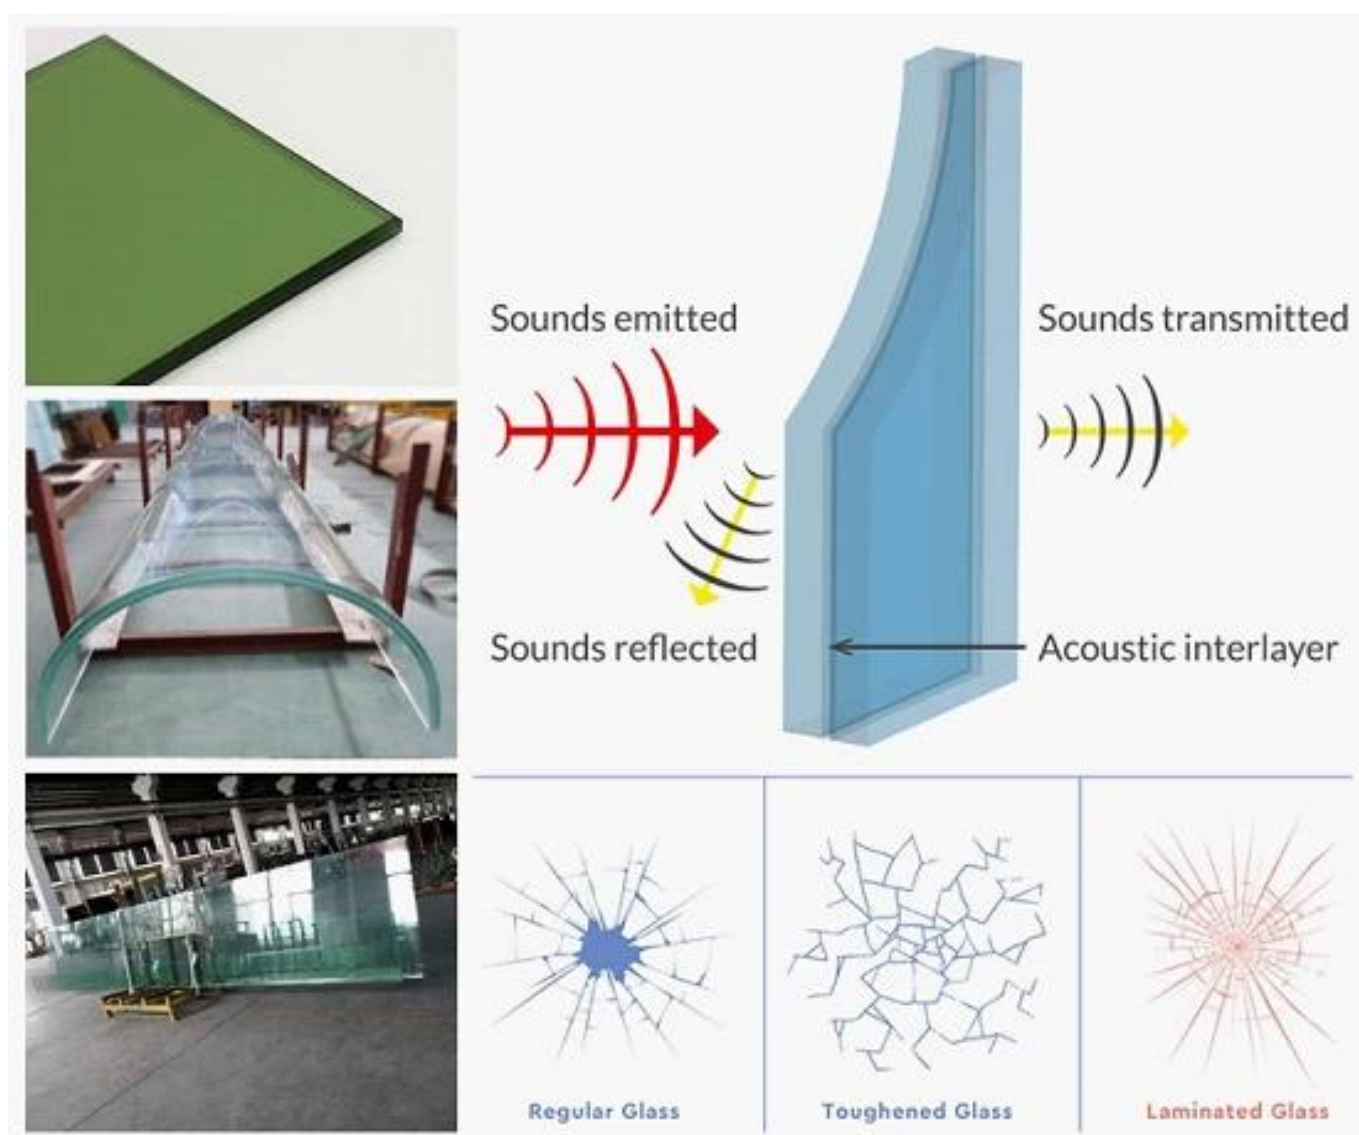 Sounds emitted
Sounds transmitted
Sounds reflected
Acoustic interlayer
Regular Glass
Toughened Glass
Laminated Glass